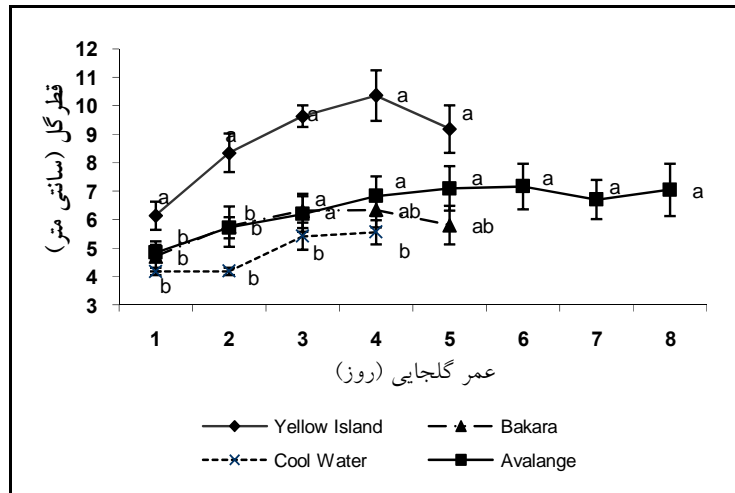 قطر گل (سانتی متر)
12
11
10
9
8
7
6
5
4
3
a
a
a
a
a
b
b
b
b
b
b
a
a
b
a
ab
b
a
ab
a
a
a
1 2 3 4 5 6 7 8
عمر گلجایی (روز)
Yellow Island Bakara
Cool Water Avalange